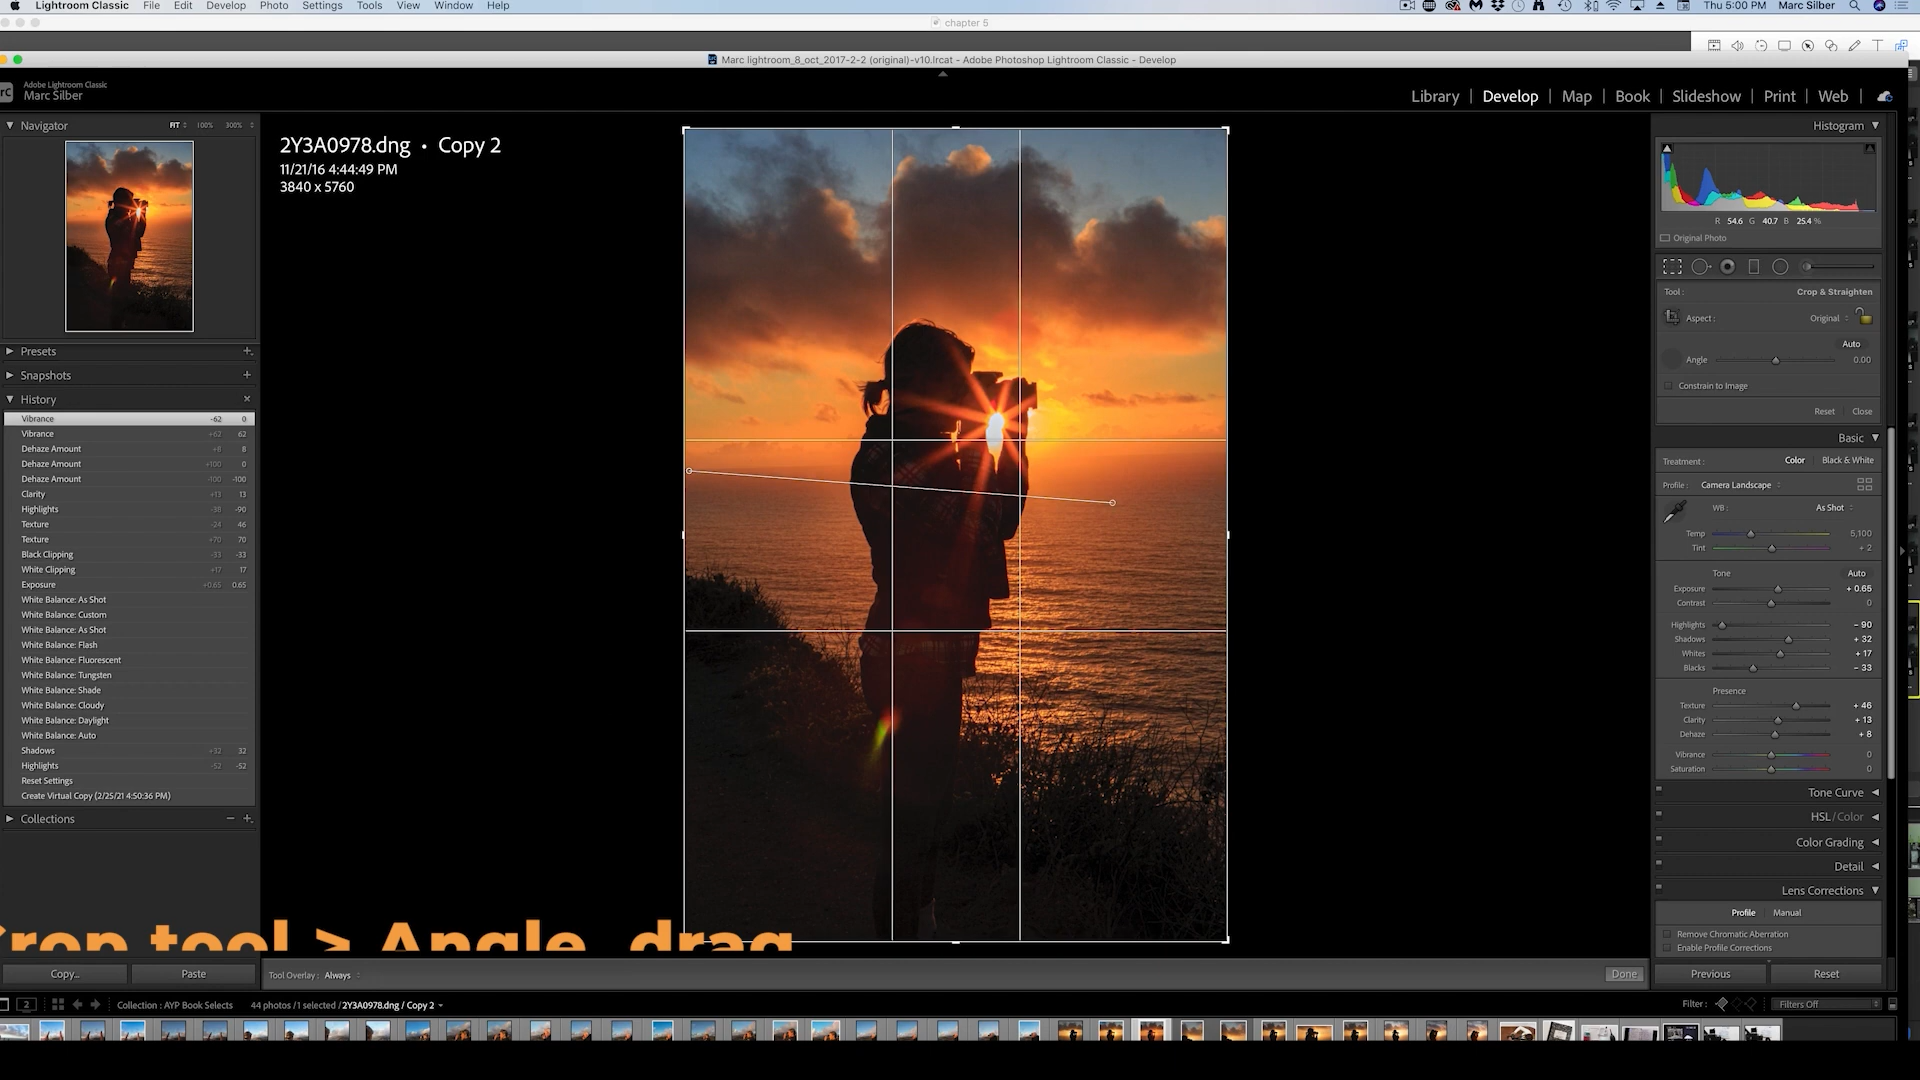 Lightroom Classic File Edit Develop Photo Settings Tools View Window Help
Thu 5:00 PM Marc Silber
chapter 5
Marc lightroom_8_oct_2017-2-2 (original)-v10.lrcat - Adobe Photoshop Lightroom Classic - Develop
Adobe Lightroom Classic
Marc Silber
Library | Develop | Map | Book | Slideshow | Print | Web
Navigator FIT 100% 300%
Presets
Snapshots
History
Vibrance -62 0
Vibrance +62 62
Dehaze Amount +8 8
Dehaze Amount +100 0
Dehaze Amount -100 -100
Clarity +13 13
Highlights -38 -90
Texture -24 46
Texture +70 70
Black Clipping -33 -33
White Clipping +17 17
Exposure +0.65 0.65
White Balance: As Shot
White Balance: Custom
White Balance: As Shot
White Balance: Flash
White Balance: Fluorescent
White Balance: Tungsten
White Balance: Shade
White Balance: Cloudy
White Balance: Daylight
White Balance: Auto
Shadows +32 32
Highlights -52 -52
Reset Settings
Create Virtual Copy (2/25/21 4:50:36 PM)
Collections
2Y3A0978.dng • Copy 2
11/21/16 4:44:49 PM
3840 x 5760
Crop tool > Angle, drag
Histogram
R 54.6 G 40.7 B 25.4 %
Original Photo
Tool : Crop & Straighten
Aspect : Original
Auto
Angle 0.00
Constrain to Image
Reset Close
Basic
Treatment : Color Black & White
Profile : Camera Landscape
WB : As Shot
Temp 5,100
Tint + 2
Tone Auto
Exposure + 0.65
Contrast 0
Highlights - 90
Shadows + 32
Whites + 17
Blacks - 33
Presence
Texture + 46
Clarity + 13
Dehaze + 8
Vibrance 0
Saturation 0
Tone Curve
HSL / Color
Color Grading
Detail
Lens Corrections
Profile Manual
Remove Chromatic Aberration
Enable Profile Corrections
Copy... Paste
Tool Overlay : Always
Done
Previous Reset
2 Collection : AYP Book Selects 44 photos /1 selected /2Y3A0978.dng / Copy 2
Filter : Filters Off